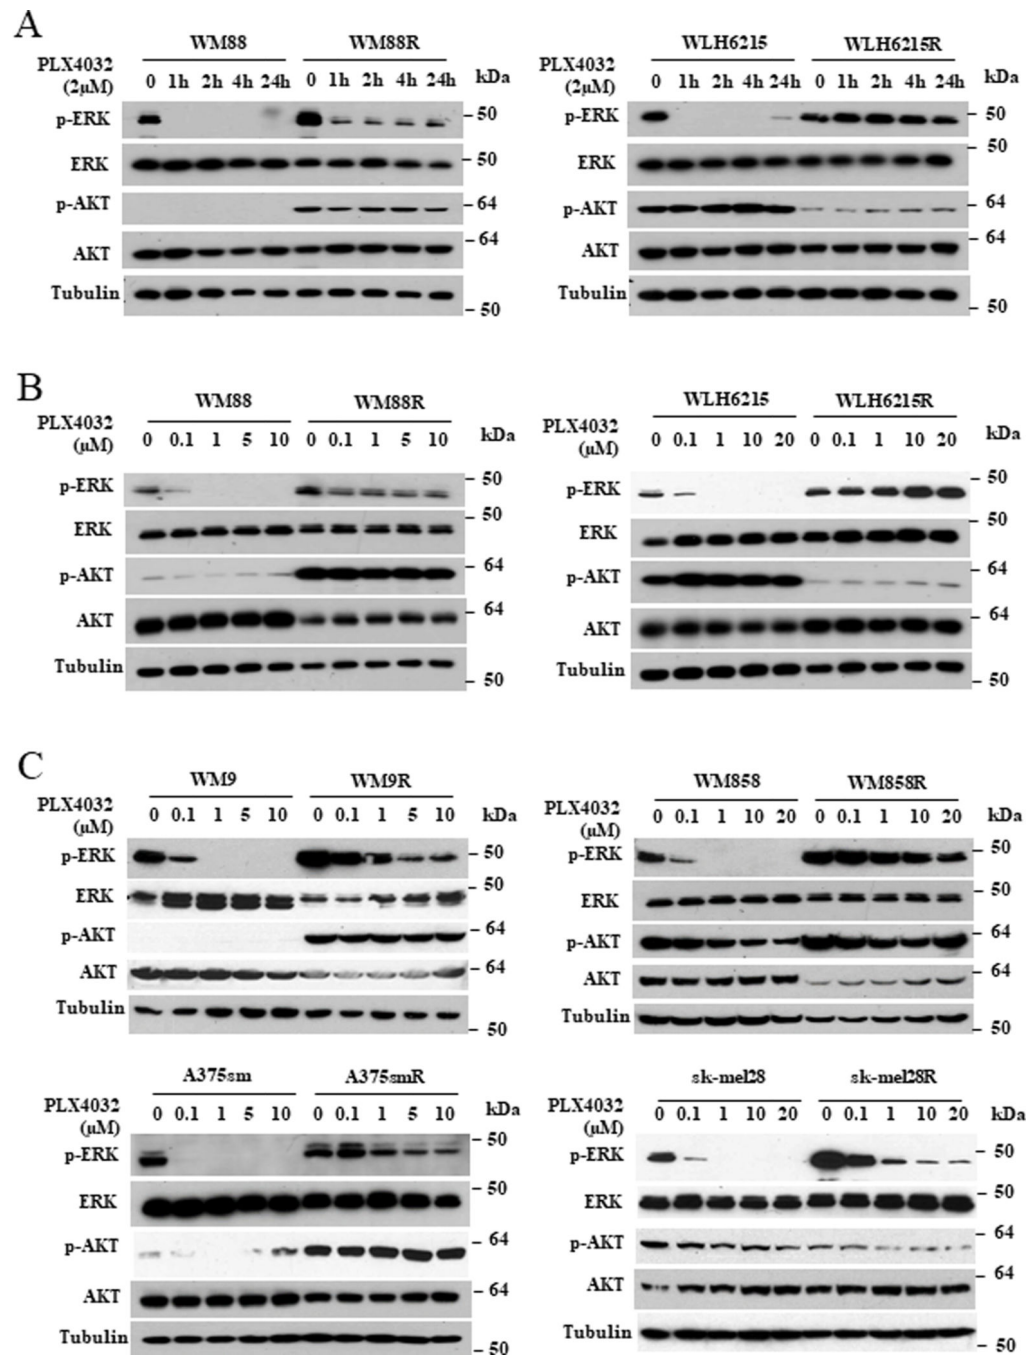 A
WM88 WM88R
PLX4032 (2μM) 0 1h 2h 4h 24h 0 1h 2h 4h 24h kDa
p-ERK - 50
ERK - 50
p-AKT - 64
AKT - 64
Tubulin - 50
WLH6215 WLH6215R
PLX4032 (2μM) 0 1h 2h 4h 24h 0 1h 2h 4h 24h kDa
p-ERK - 50
ERK - 50
p-AKT - 64
AKT - 64
Tubulin - 50
B
WM88 WM88R
PLX4032 (μM) 0 0.1 1 5 10 0 0.1 1 5 10 kDa
p-ERK - 50
ERK - 50
p-AKT - 64
AKT - 64
Tubulin - 50
WLH6215 WLH6215R
PLX4032 (μM) 0 0.1 1 10 20 0 0.1 1 10 20 kDa
p-ERK - 50
ERK - 50
p-AKT - 64
AKT - 64
Tubulin - 50
C
WM9 WM9R
PLX4032 (μM) 0 0.1 1 5 10 0 0.1 1 5 10 kDa
p-ERK - 50
ERK - 50
p-AKT - 64
AKT - 64
Tubulin - 50
WM858 WM858R
PLX4032 (μM) 0 0.1 1 10 20 0 0.1 1 10 20 kDa
p-ERK - 50
ERK - 50
p-AKT - 64
AKT - 64
Tubulin - 50
A375sm A375smR
PLX4032 (μM) 0 0.1 1 5 10 0 0.1 1 5 10 kDa
p-ERK - 50
ERK - 50
p-AKT - 64
AKT - 64
Tubulin - 50
sk-mel28 sk-mel28R
PLX4032 (μM) 0 0.1 1 10 20 0 0.1 1 10 20 kDa
p-ERK - 50
ERK - 50
p-AKT - 64
AKT - 64
Tubulin - 50